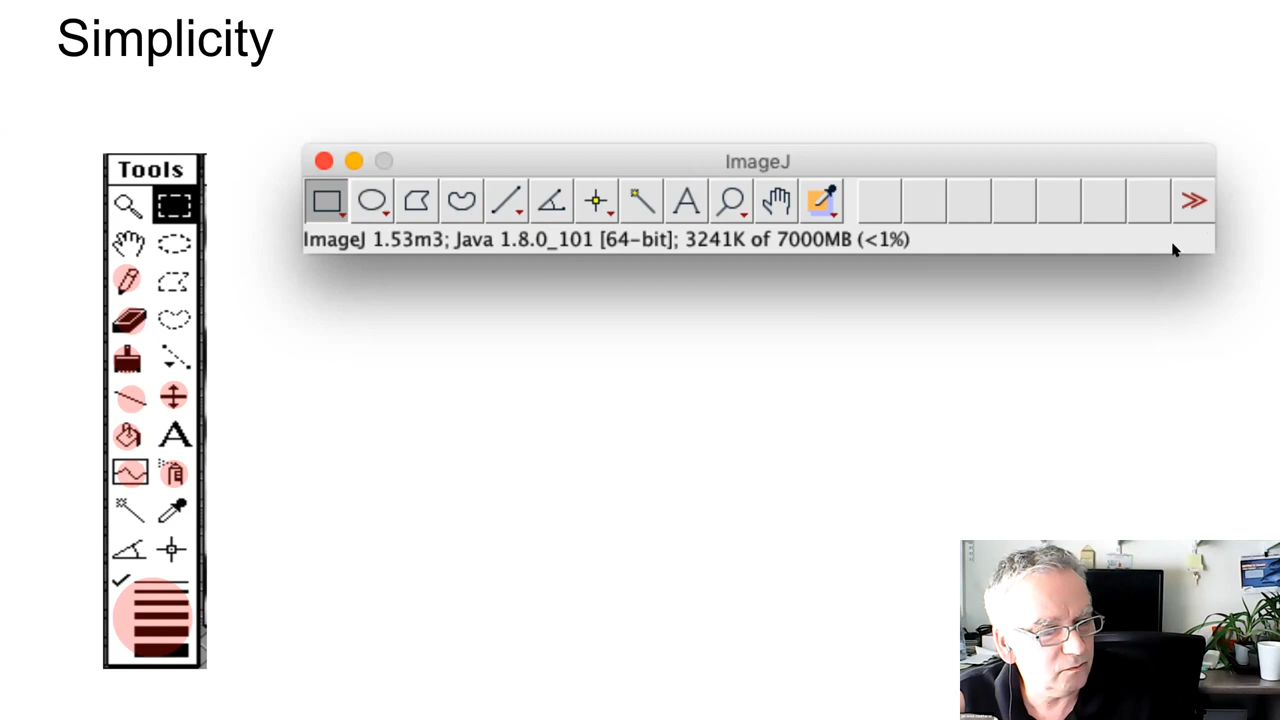 Simplicity
Tools
A
ImageJ
A
ImageJ 1.53m3; Java 1.8.0_101 [64-bit]; 3241K of 7000MB (<1%)